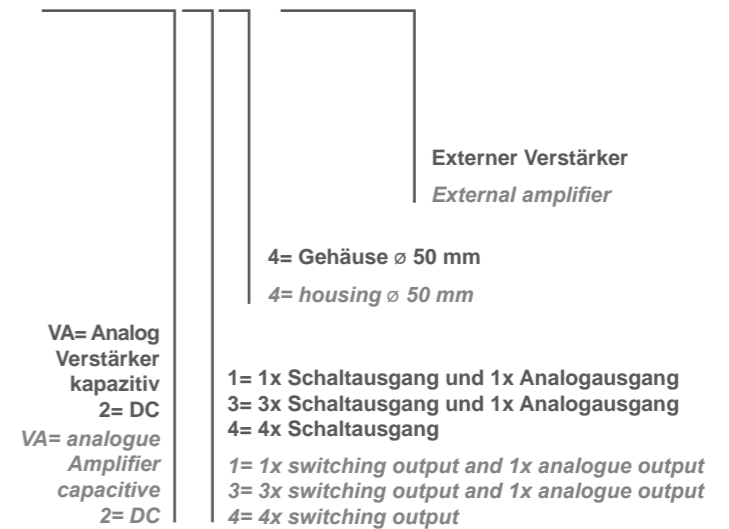 Externer Verstärker
External amplifier
4= Gehäuse ø 50 mm
4= housing ø 50 mm
VA= Analog
Verstärker
kapazitiv
2= DC
VA= analogue
Amplifier
capacitive
2= DC
1= 1x Schaltausgang und 1x Analogausgang
3= 3x Schaltausgang und 1x Analogausgang
4= 4x Schaltausgang
1= 1x switching output and 1x analogue output
3= 3x switching output and 1x analogue output
4= 4x switching output